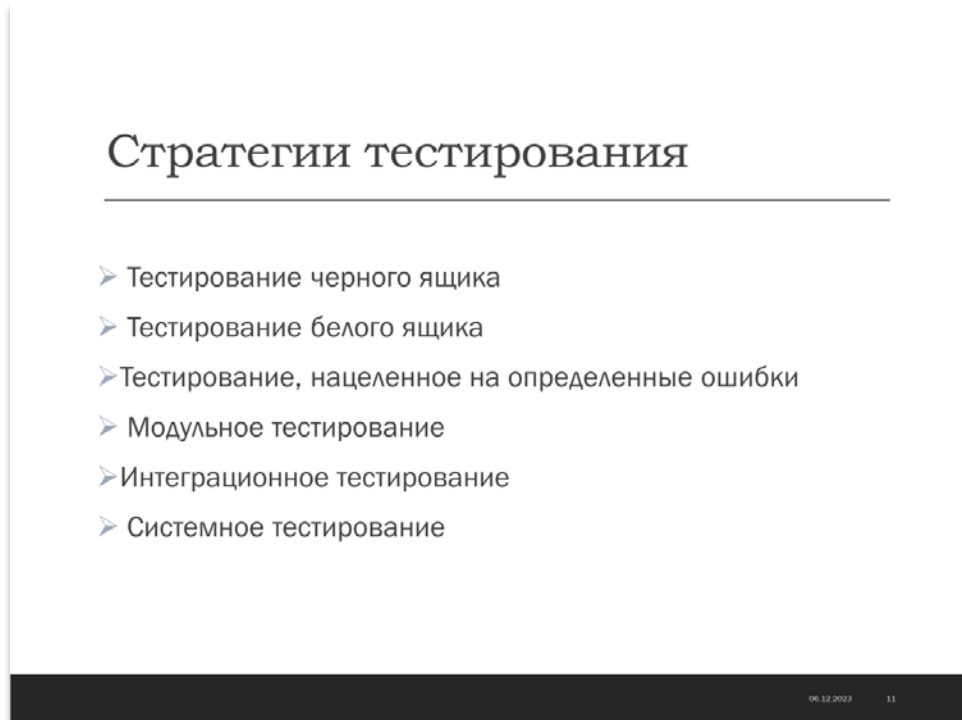 Стратегии тестирования
Тестирование черного ящика
Тестирование белого ящика
Тестирование, нацеленное на определенные ошибки
Модульное тестирование
Интеграционное тестирование
Системное тестирование
06.12.2023 11